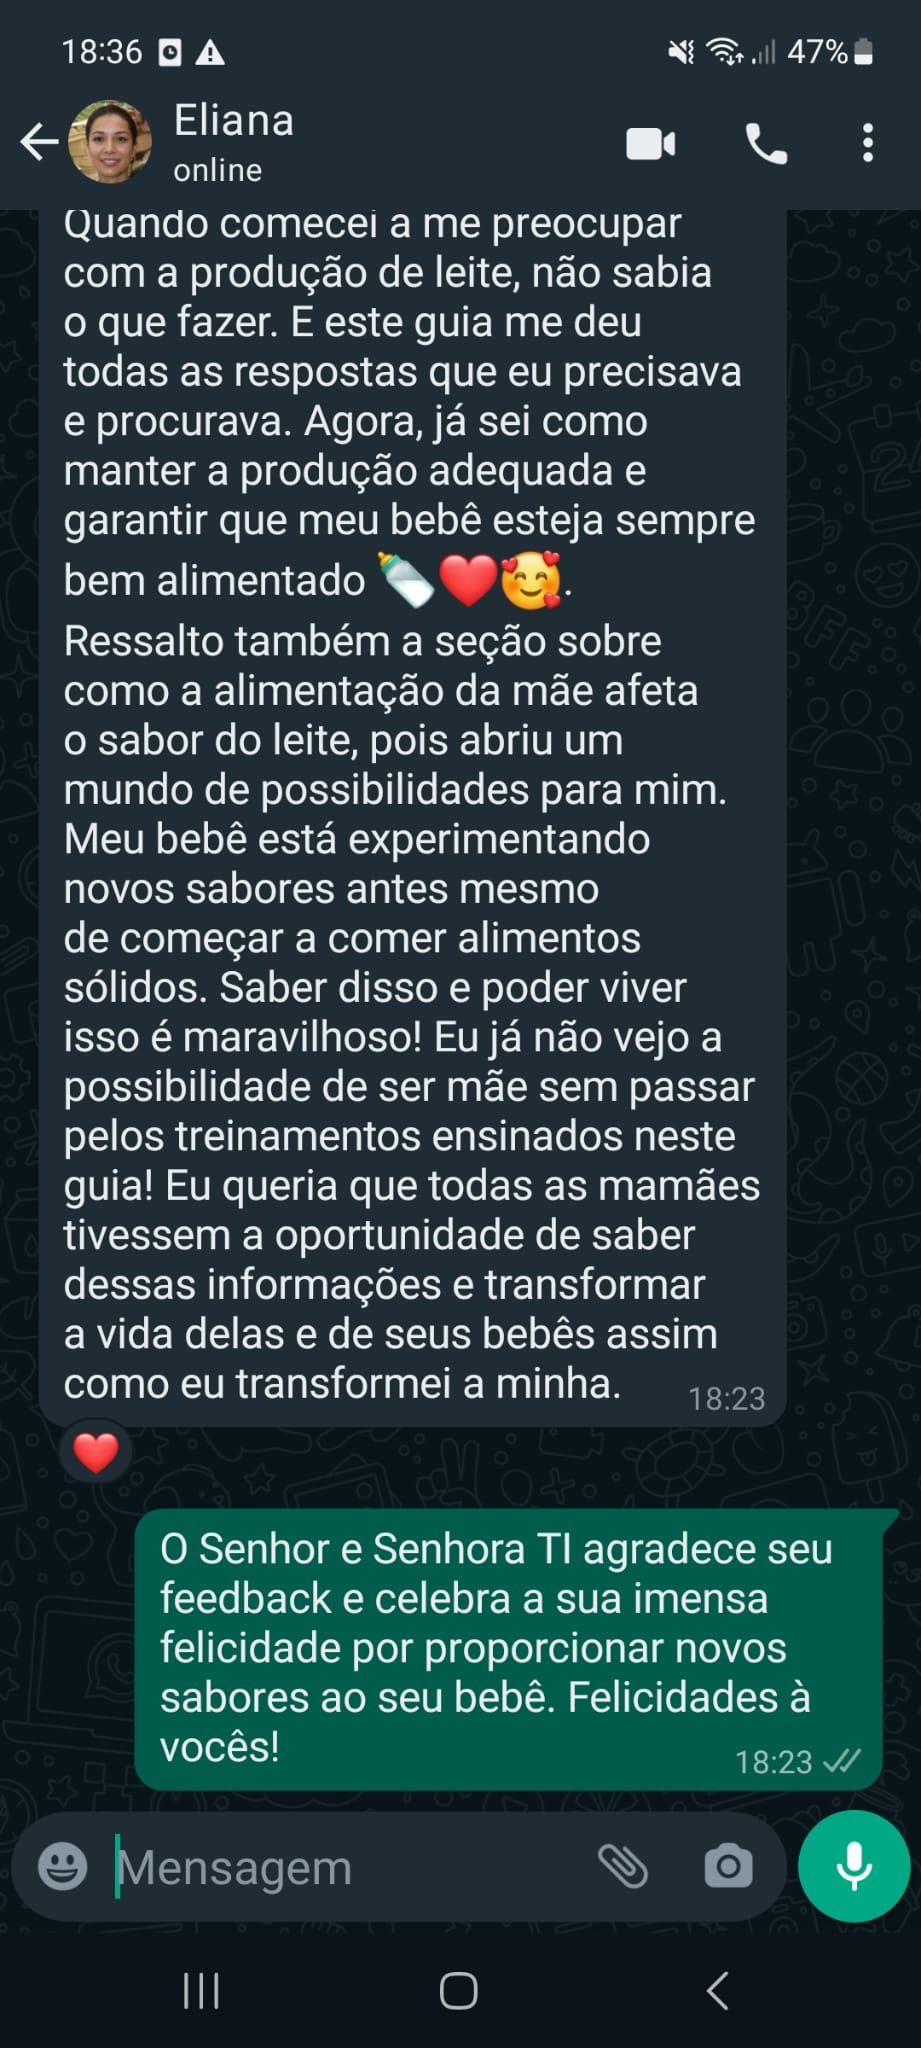 18:36
47%
Eliana
online
Quando comecei a me preocupar
com a produção de leite, não sabia
o que fazer. E este guia me deu
todas as respostas que eu precisava
e procurava. Agora, já sei como
manter a produção adequada e
garantir que meu bebê esteja sempre
bem alimentado 🍼❤️🥰.
Ressalto também a seção sobre
como a alimentação da mãe afeta
o sabor do leite, pois abriu um
mundo de possibilidades para mim.
Meu bebê está experimentando
novos sabores antes mesmo
de começar a comer alimentos
sólidos. Saber disso e poder viver
isso é maravilhoso! Eu já não vejo a
possibilidade de ser mãe sem passar
pelos treinamentos ensinados neste
guia! Eu queria que todas as mamães
tivessem a oportunidade de saber
dessas informações e transformar
a vida delas e de seus bebês assim
como eu transformei a minha.
18:23
❤️
O Senhor e Senhora TI agradece seu
feedback e celebra a sua imensa
felicidade por proporcionar novos
sabores ao seu bebê. Felicidades à
vocês!
18:23
Mensagem